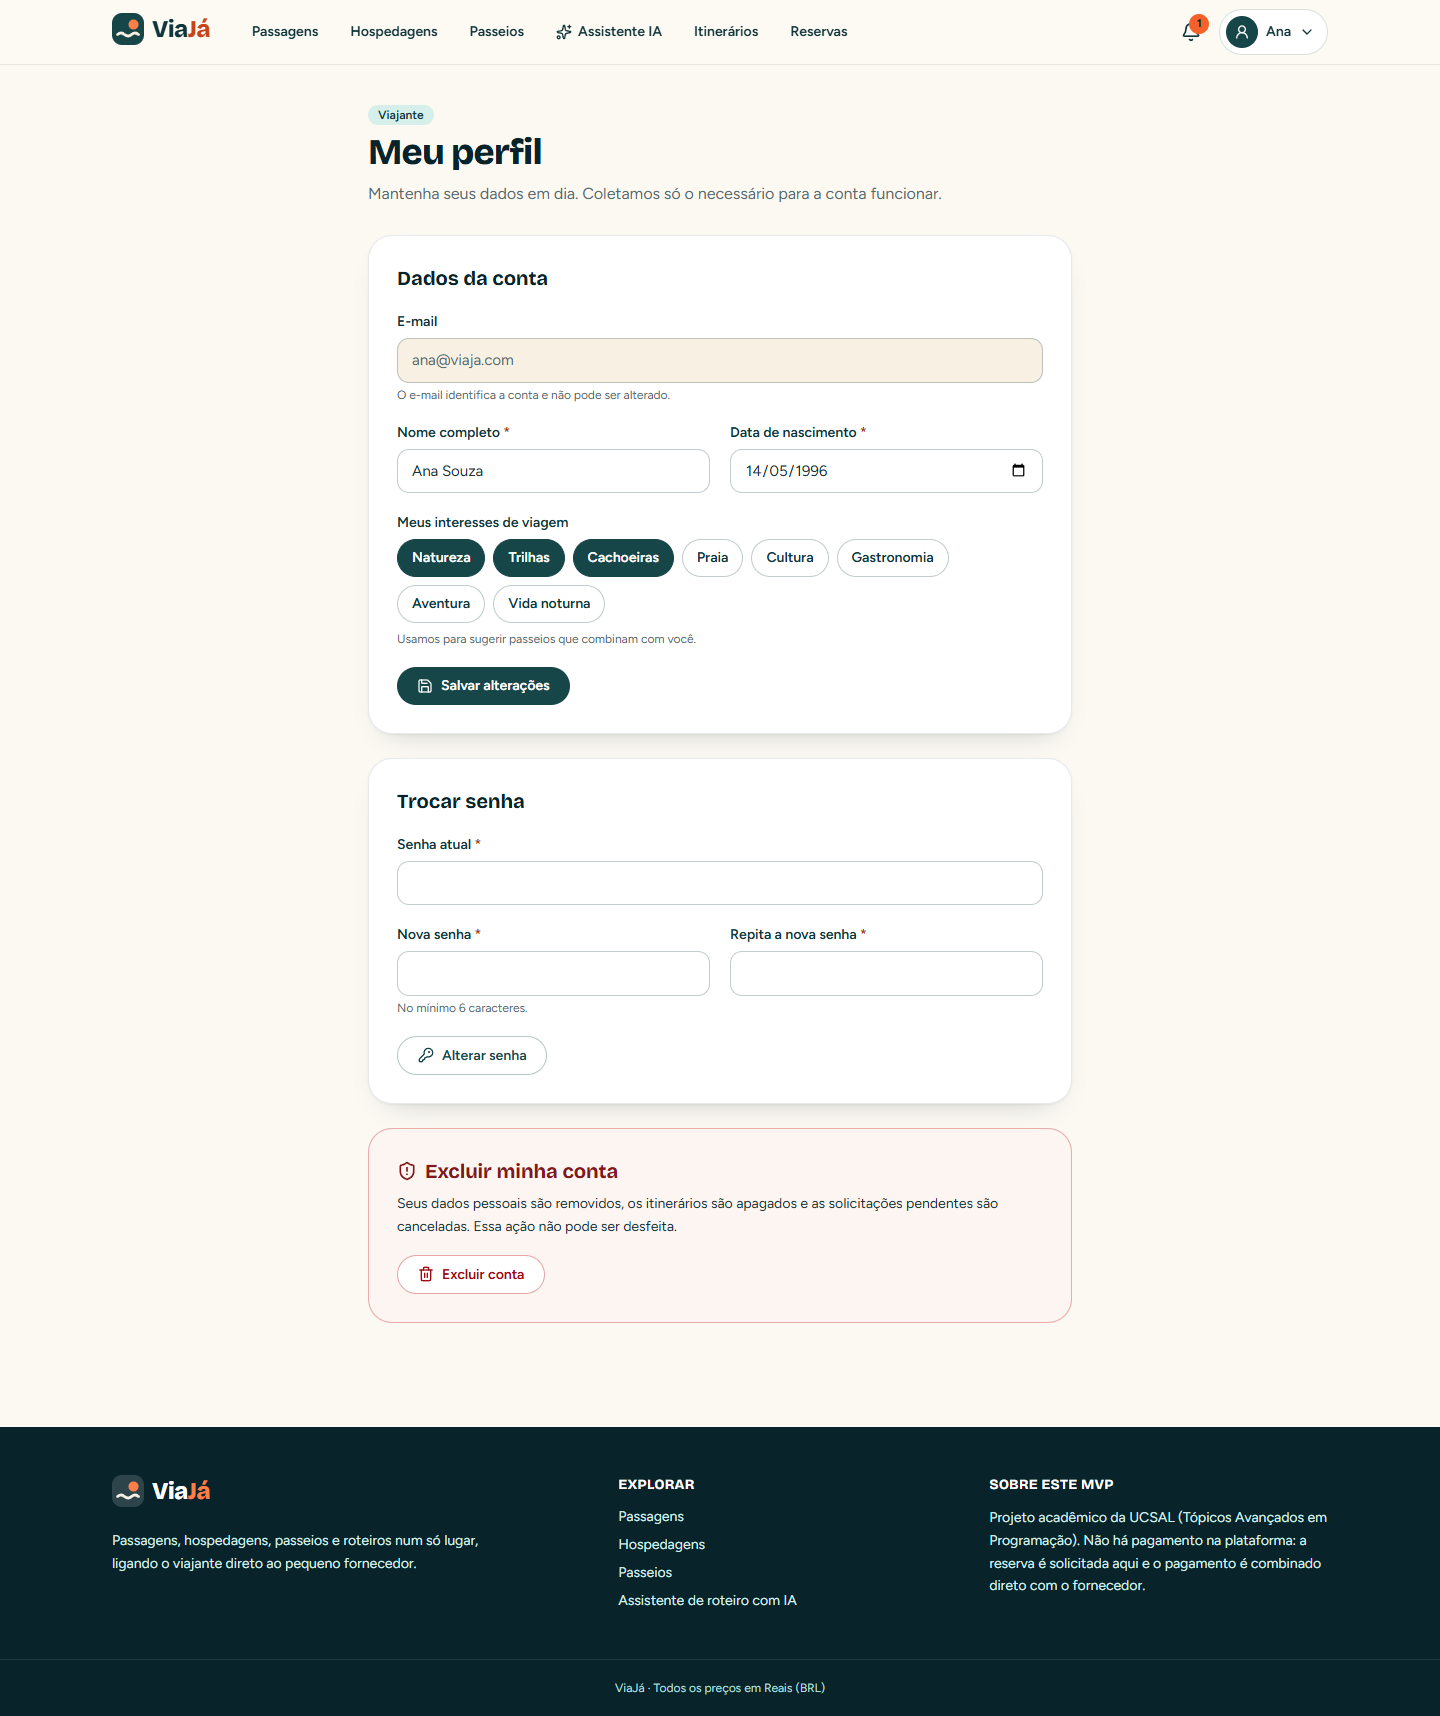 ViaJá
Passagens
Hospedagens
Passeios
Assistente IA
Itinerários
Reservas
1
Ana
Viajante
Meu perfil
Mantenha seus dados em dia. Coletamos só o necessário para a conta funcionar.
Dados da conta
E-mail
ana@viaja.com
O e-mail identifica a conta e não pode ser alterado.
Nome completo *
Data de nascimento *
Ana Souza
14/05/1996
Meus interesses de viagem
Natureza
Trilhas
Cachoeiras
Praia
Cultura
Gastronomia
Aventura
Vida noturna
Usamos para sugerir passeios que combinam com você.
Salvar alterações
Trocar senha
Senha atual *
Nova senha *
Repita a nova senha *
No mínimo 6 caracteres.
Alterar senha
Excluir minha conta
Seus dados pessoais são removidos, os itinerários são apagados e as solicitações pendentes são
canceladas. Essa ação não pode ser desfeita.
Excluir conta
ViaJá
Passagens, hospedagens, passeios e roteiros num só lugar,
ligando o viajante direto ao pequeno fornecedor.
EXPLORAR
Passagens
Hospedagens
Passeios
Assistente de roteiro com IA
SOBRE ESTE MVP
Projeto acadêmico da UCSAL (Tópicos Avançados em
Programação). Não há pagamento na plataforma: a
reserva é solicitada aqui e o pagamento é combinado
direto com o fornecedor.
ViaJá · Todos os preços em Reais (BRL)